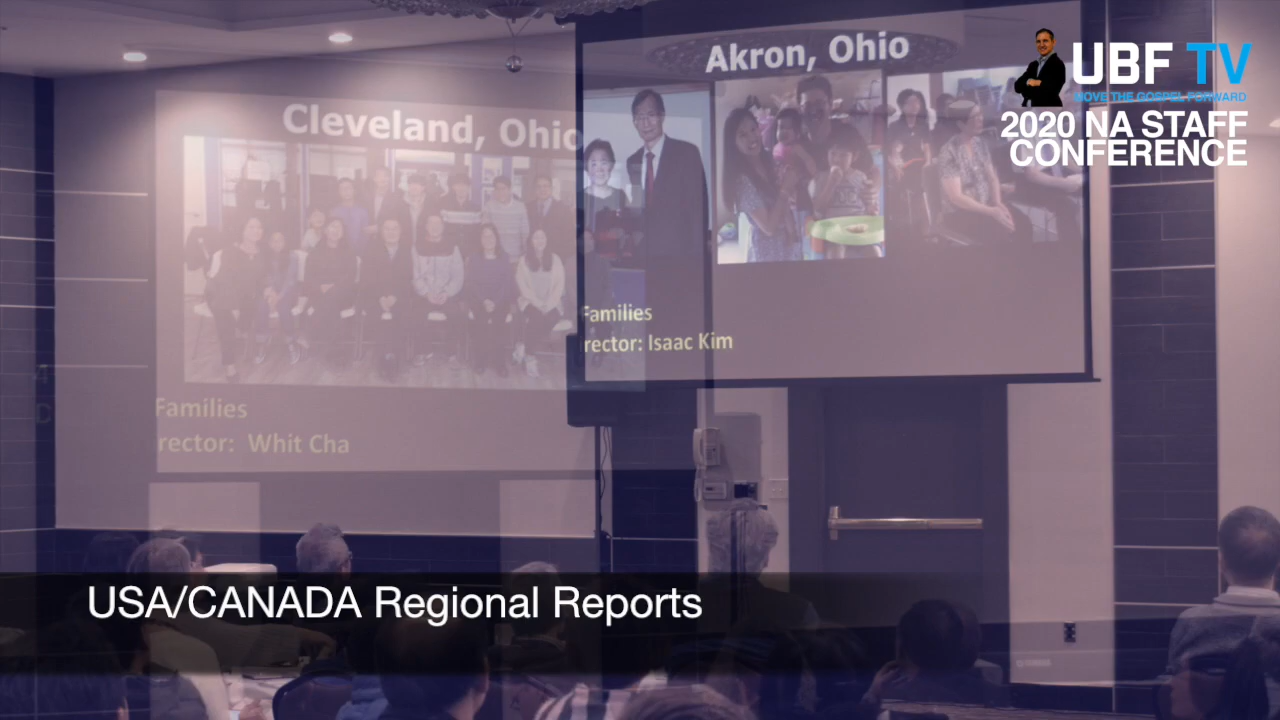 Akron, Ohio
UBF TV
MOVE THE GOSPEL FORWARD
2020 NA STAFF
CONFERENCE
Cleveland, Ohio
Families
rector: Isaac Kim
Families
rector: Whit Cha
USA/CANADA Regional Reports